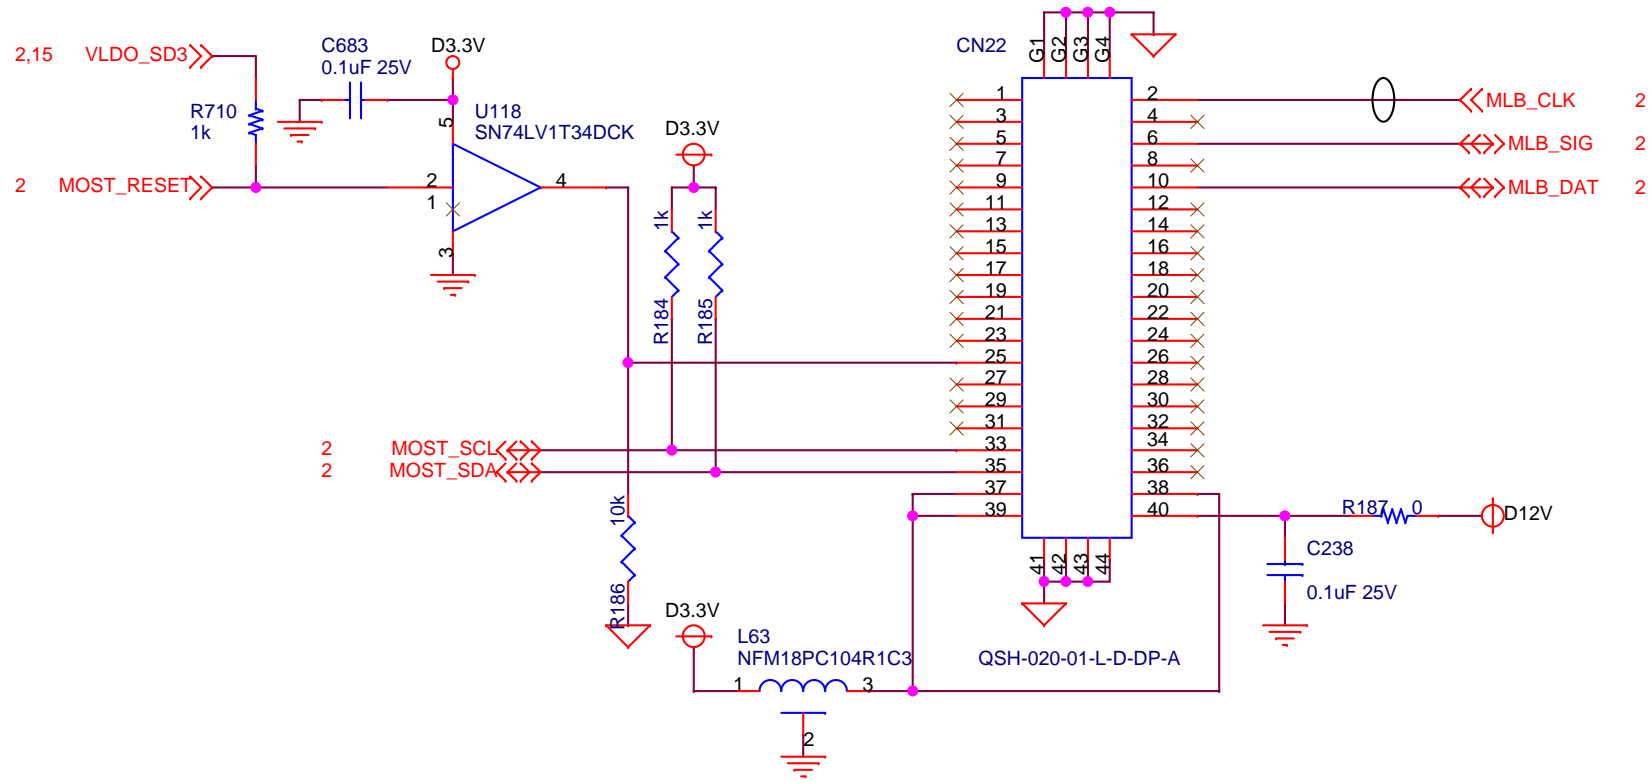 2,15 VLDO_SD3
C683
0.1uF 25V
D3.3V
R710
1k
U118
SN74LV1T34DCK
5
2 MOST_RESET
2
1
4
3
D3.3V
1k
1k
R184
R185
CN22
G1
G2
G3
G4
1
2
MLB_CLK 2
3
4
5
6
MLB_SIG 2
7
8
9
10
MLB_DAT 2
11
12
13
14
15
16
17
18
19
20
21
22
23
24
25
26
27
28
29
30
31
32
2 MOST_SCL
33
34
2 MOST_SDA
35
36
37
38
39
40
R187 0
D12V
10k
R186
41
42
43
44
C238
0.1uF 25V
D3.3V
L63
NFM18PC104R1C3
QSH-020-01-L-D-DP-A
1
3
2